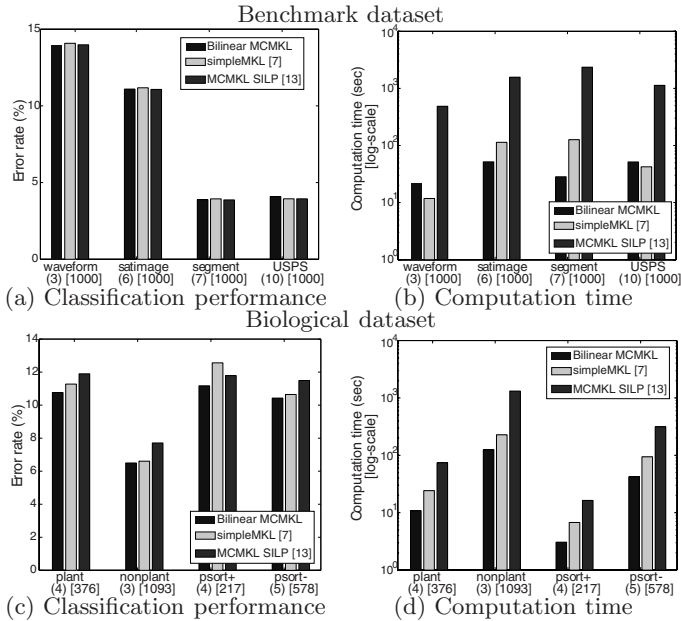 Benchmark dataset
15
10
5
0
Error rate (%)
Bilinear MCMKL
simpleMKL [7]
MCMKL SILP [13]
waveform satimage segment USPS
(3) [1000] (6) [1000] (7) [1000] (10) [1000]
(a) Classification performance
10^4
10^3
10^2
10^1
10^0
Computation time (sec)
[log-scale]
Bilinear MCMKL
simpleMKL [7]
MCMKL SILP [13]
waveform satimage segment USPS
(3) [1000] (6) [1000] (7) [1000] (10) [1000]
(b) Computation time
Biological dataset
14
12
10
8
6
4
2
0
Error rate (%)
Bilinear MCMKL
simpleMKL [7]
MCMKL SILP [13]
plant nonplant psort+ psort-
(4) [376] (3) [1093] (4) [217] (5) [578]
(c) Classification performance
10^4
10^3
10^2
10^1
10^0
Computation time (sec)
[log-scale]
Bilinear MCMKL
simpleMKL [7]
MCMKL SILP [13]
plant nonplant psort+ psort-
(4) [376] (3) [1093] (4) [217] (5) [578]
(d) Computation time